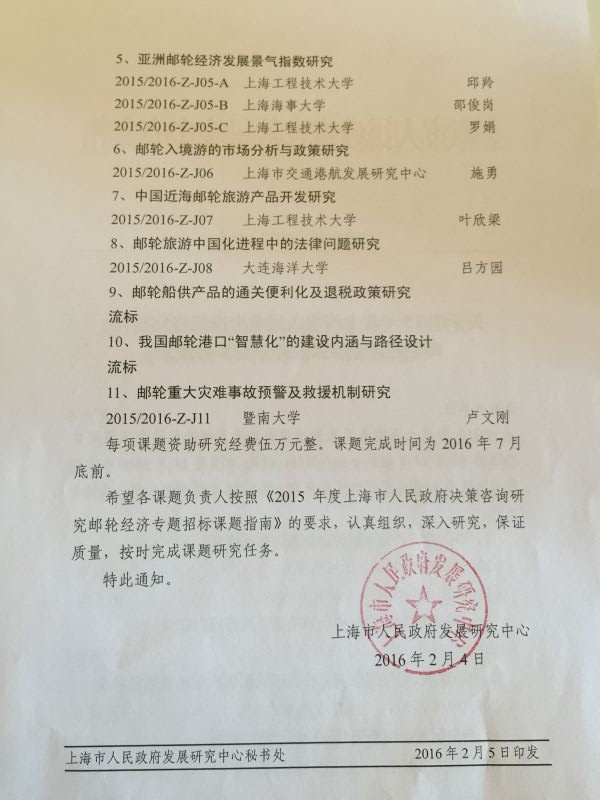 5、亚洲邮轮经济发展景气指数研究
2015/2016-Z-J05-A 上海工程技术大学 邱羚
2015/2016-Z-J05-B 上海海事大学 邵俊岗
2015/2016-Z-J05-C 上海工程技术大学 罗娟
6、邮轮入境游的市场分析与政策研究
2015/2016-Z-J06 上海市交通港航发展研究中心 施勇
7、中国近海邮轮旅游产品开发研究
2015/2016-Z-J07 上海工程技术大学 叶欣梁
8、邮轮旅游中国化进程中的法律问题研究
2015/2016-Z-J08 大连海洋大学 吕方园
9、邮轮船供产品的通关便利化及退税政策研究
流标
10、我国邮轮港口“智慧化”的建设内涵与路径设计
流标
11、邮轮重大灾难事故预警及救援机制研究
2015/2016-Z-J11 暨南大学 卢文刚
每项课题资助研究经费伍万元整。课题完成时间为 2016 年 7 月
底前。
希望各课题负责人按照《2015 年度上海市人民政府决策咨询研
究邮轮经济专题招标课题指南》的要求，认真组织，深入研究，保证
质量，按时完成课题研究任务。
特此通知。
上海市人民政府发展研究中心
上海市人民政府发展研究中心
2016 年 2 月 4 日
上海市人民政府发展研究中心秘书处 2016 年 2 月 5 日印发